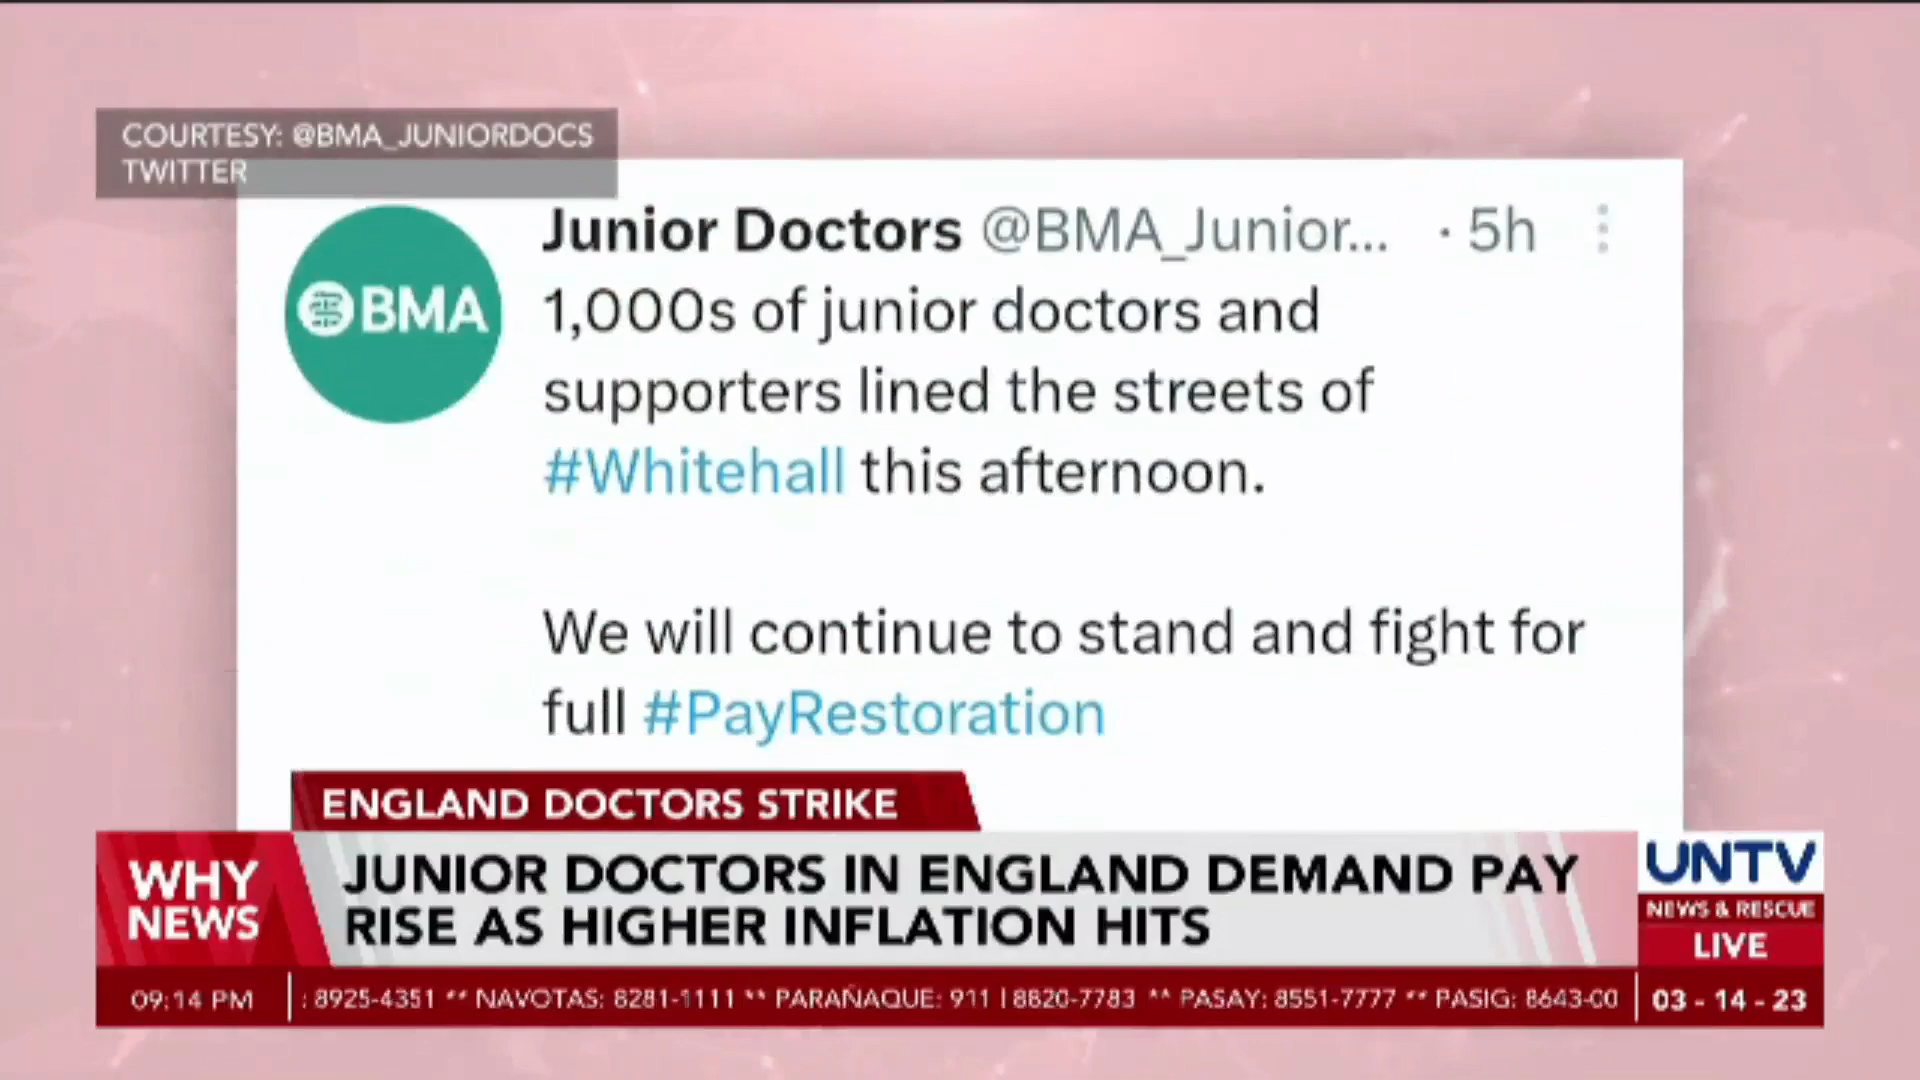 COURTESY: @BMA_JUNIORDOCS
TWITTER
BMA
Junior Doctors @BMA_Junior... · 5h
1,000s of junior doctors and
supporters lined the streets of
#Whitehall this afternoon.
We will continue to stand and fight for
full #PayRestoration
ENGLAND DOCTORS STRIKE
WHY
NEWS
JUNIOR DOCTORS IN ENGLAND DEMAND PAY
RISE AS HIGHER INFLATION HITS
UNTV
NEWS & RESCUE
LIVE
09:14 PM
: 8925-4351 ** NAVOTAS: 8281-1111 ** PARAÑAQUE: 911 | 8820-7783 ** PASAY: 8551-7777 ** PASIG: 8643-00
03 - 14 - 23